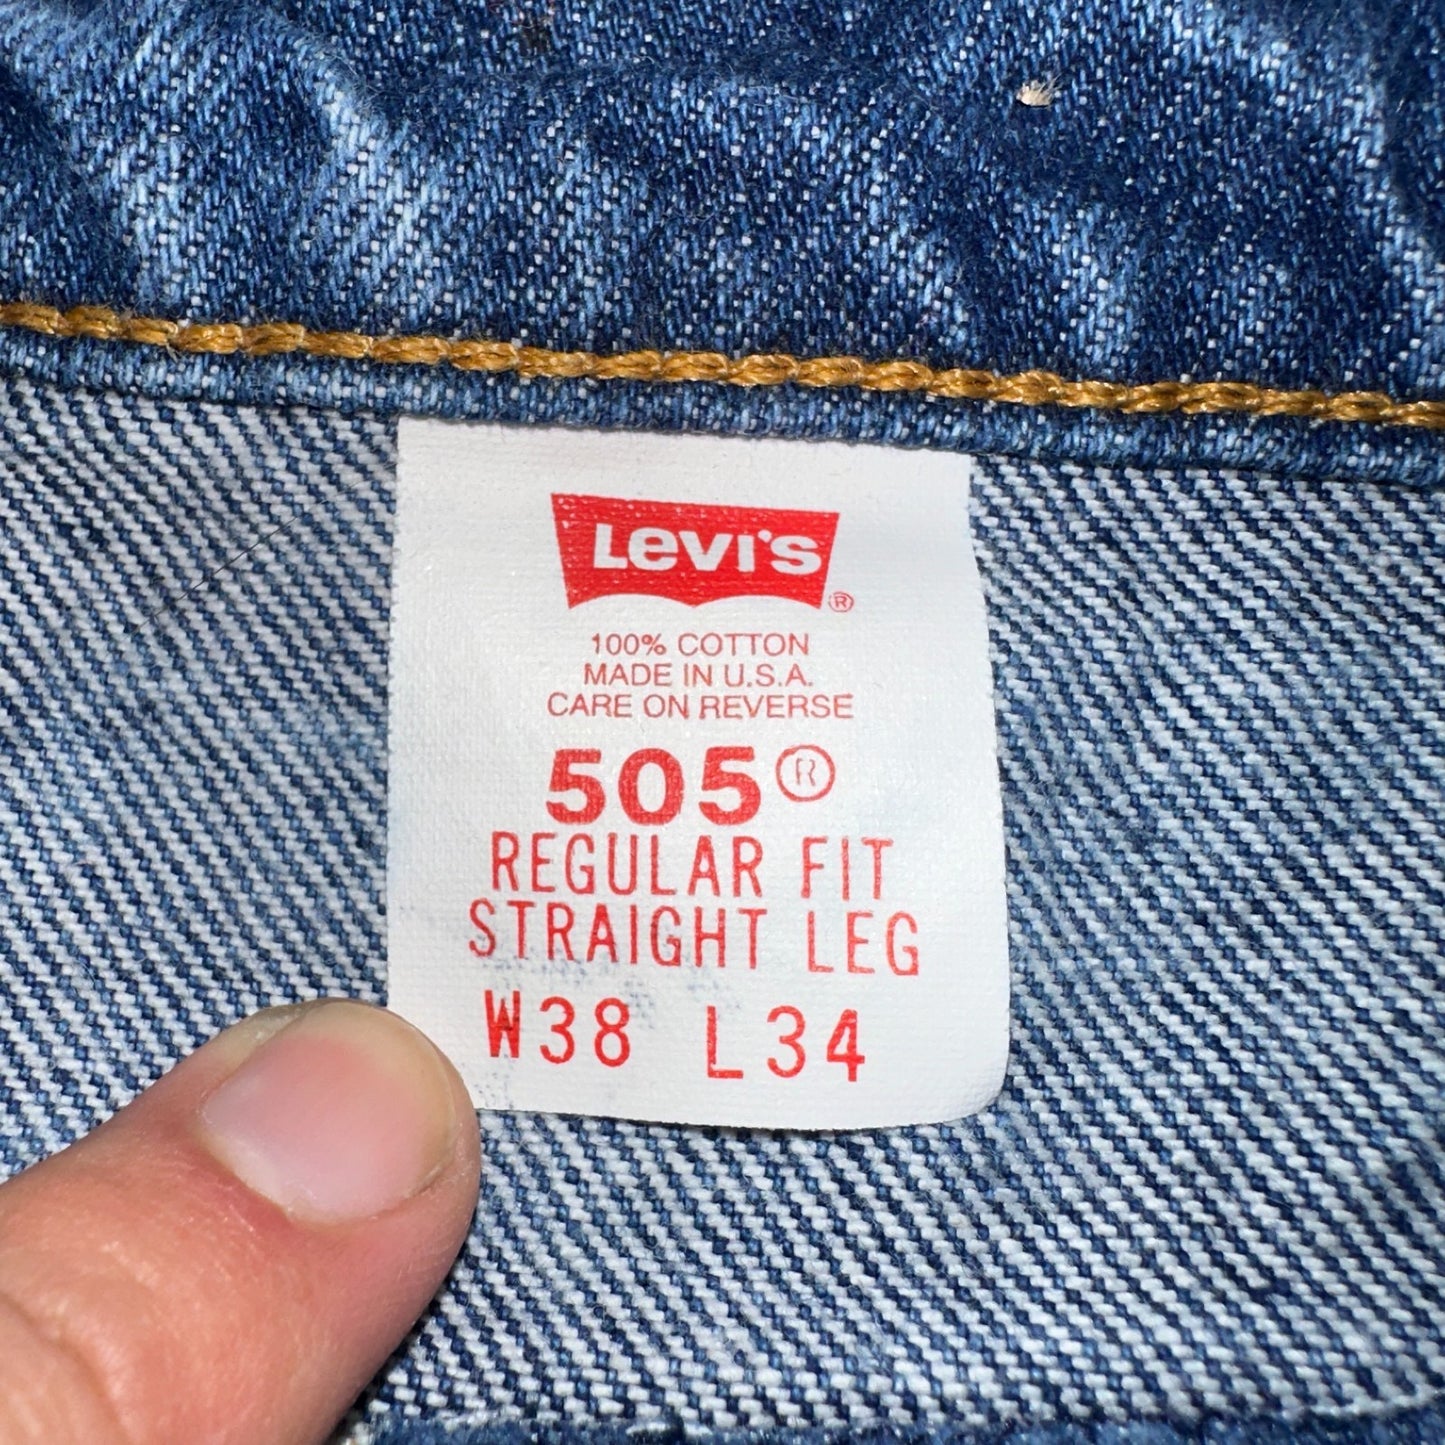 Levi's ®
100% COTTON
MADE IN U.S.A.
CARE ON REVERSE
505®
REGULAR FIT
STRAIGHT LEG
W38 L34